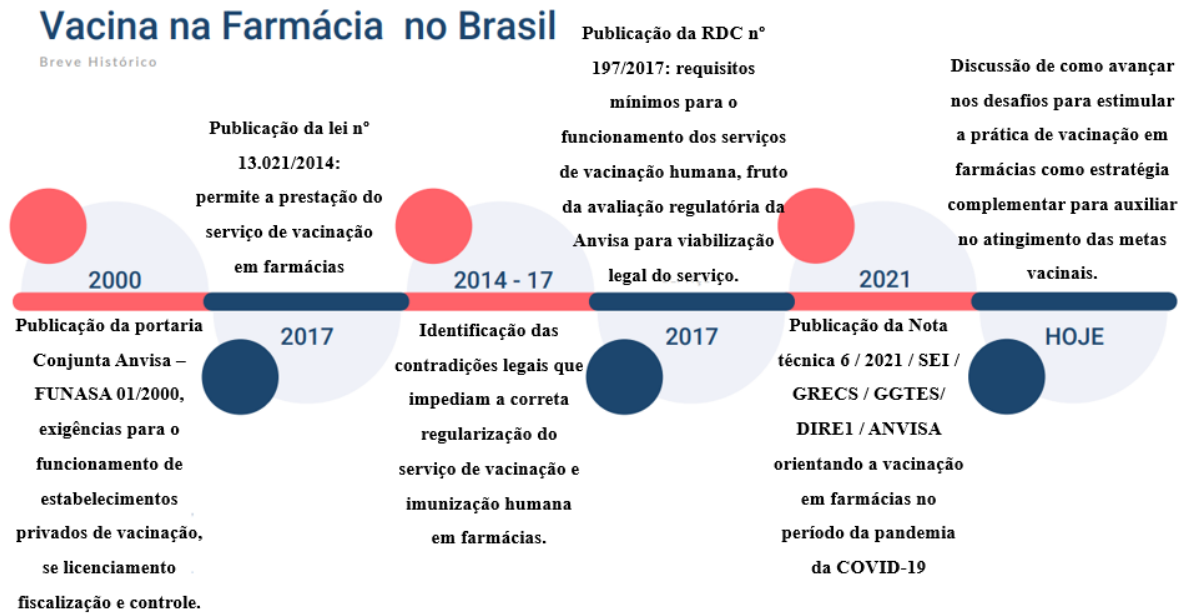 Vacina na Farmácia no Brasil
Breve Histórico
2000
Publicação da portaria
Conjunta Anvisa –
FUNASA 01/2000,
exigências para o
funcionamento de
estabelecimentos
privados de vacinação,
se licenciamento
fiscalização e controle.
Publicação da lei nº
13.021/2014:
permite a prestação do
serviço de vacinação
em farmácias
2017
2014 - 17
Identificação das
contradições legais que
impediam a correta
regularização do
serviço de vacinação e
imunização humana
em farmácias.
Publicação da RDC nº
197/2017: requisitos
mínimos para o
funcionamento dos serviços
de vacinação humana, fruto
da avaliação regulatória da
Anvisa para viabilização
legal do serviço.
2017
2021
Publicação da Nota
técnica 6 / 2021 / SEI /
GRECS / GGTES/
DIRE1 / ANVISA
orientando a vacinação
em farmácias no
período da pandemia
da COVID-19
Discussão de como avançar
nos desafios para estimular
a prática de vacinação em
farmácias como estratégia
complementar para auxiliar
no atingimento das metas
vacinais.
HOJE